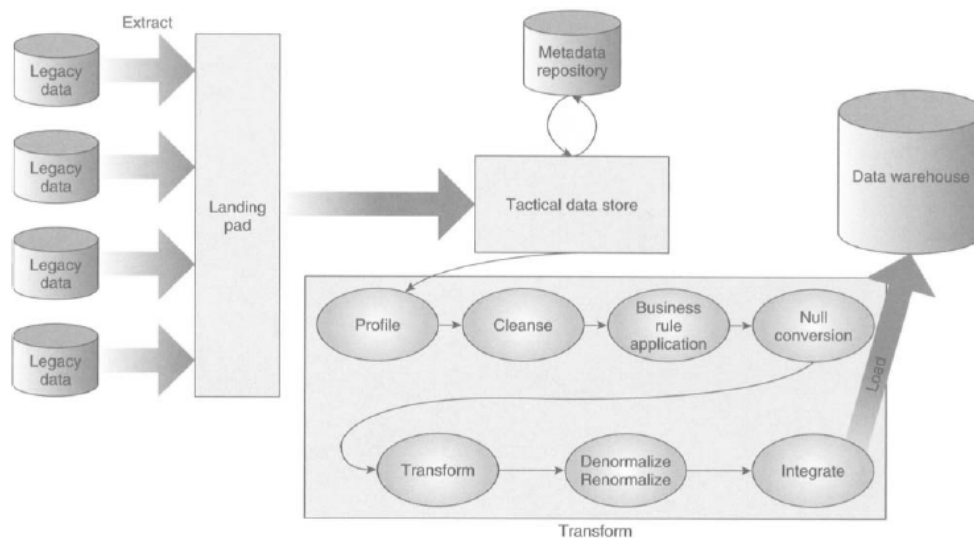 Extract
Legacy
data
Legacy
data
Legacy
data
Legacy
data
Landing
pad
Metadata
repository
Tactical data store
Data warehouse
Profile
Cleanse
Business
rule
application
Null
conversion
Load
Transform
Denormalize
Renormalize
Integrate
Transform